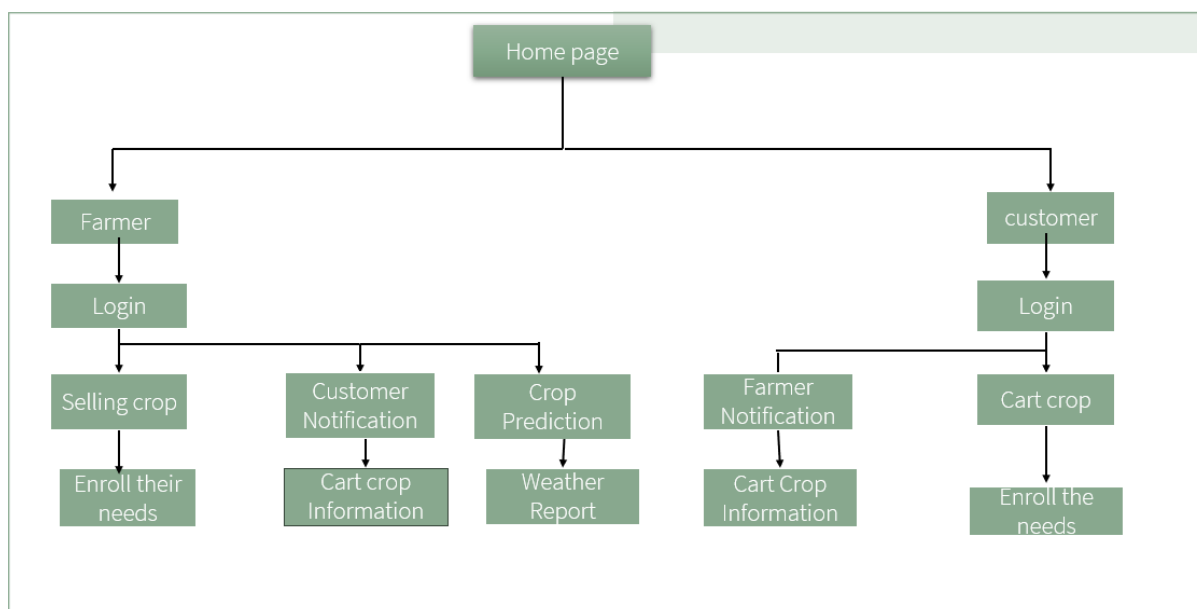 Home page
Farmer
customer
Login
Login
Selling crop
Customer
Notification
Crop
Prediction
Farmer
Notification
Cart crop
Enroll their
needs
Cart crop
Information
Weather
Report
Cart Crop
Information
Enroll the
needs